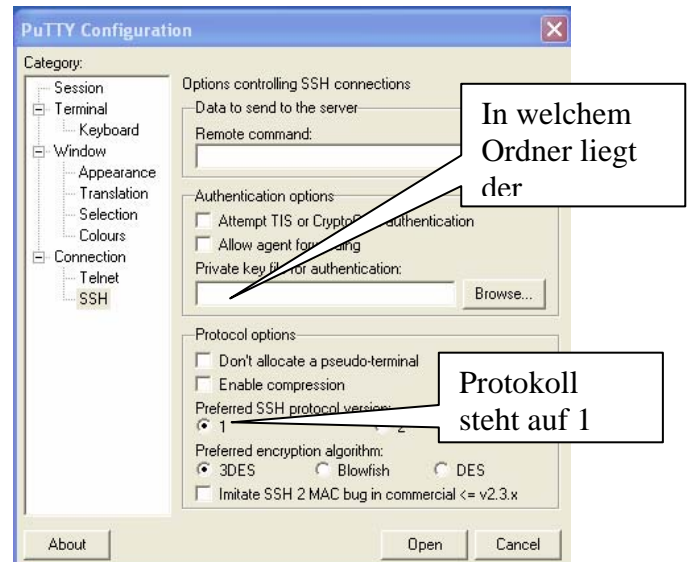 PuTTY Configuration
Category:
Session
Terminal
Keyboard
Window
Appearance
Translation
Selection
Colours
Connection
Telnet
SSH
Options controlling SSH connections
Data to send to the server
Remote command:
Authentication options
Attempt TIS or authentication
Allow agent
Private key for authentication:
Browse...
Protocol options
Don't allocate a pseudo-terminal
Enable compression
Preferred SSH protocol version:
1
Preferred encryption algorithm:
3DES Blowfish DES
Imitate SSH 2 MAC bug in commercial <= v2.3.x
About Open Cancel
In welchem
Ordner liegt
der
Protokoll
steht auf 1